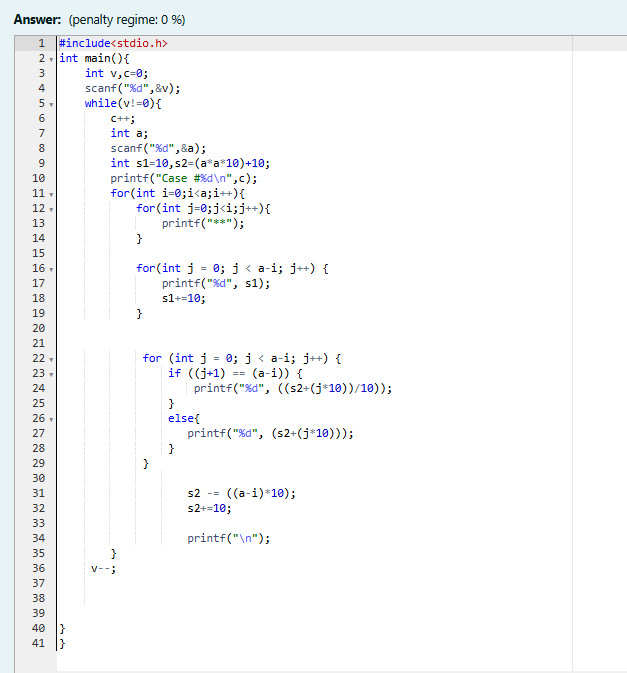 Answer: (penalty regime: 0 %)
1 #include<stdio.h>
2 int main(){
3 int v,c=0;
4 scanf("%d",&v);
5 while(v!=0){
6 c++;
7 int a;
8 scanf("%d",&a);
9 int s1=10,s2=(a*a*10)+10;
10 printf("Case #%d\n",c);
11 for(int i=0;i<a;i++){
12 for(int j=0;j<i;j++){
13 printf("**");
14 }
15
16 for(int j = 0; j < a-i; j++) {
17 printf("%d", s1);
18 s1+=10;
19 }
20
21
22 for (int j = 0; j < a-i; j++) {
23 if ((j+1) == (a-i)) {
24 printf("%d", ((s2+(j*10))/10));
25 }
26 else{
27 printf("%d", (s2+(j*10)));
28 }
29 }
30
31 s2 -= ((a-i)*10);
32 s2+=10;
33
34 printf("\n");
35 }
36 v--;
37
38
39
40 }
41 }